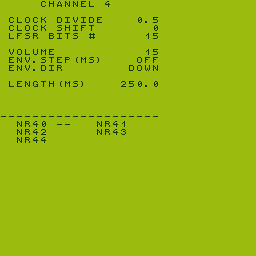 CHANNEL 4
CLOCK DIVIDE 0.5
CLOCK SHIFT 0
LFSR BITS # 15
VOLUME 15
ENV.STEP(MS) OFF
ENV.DIR DOWN
LENGTH(MS) 250.0
--------------------
NR40 -- NR41
NR42 NR43
NR44